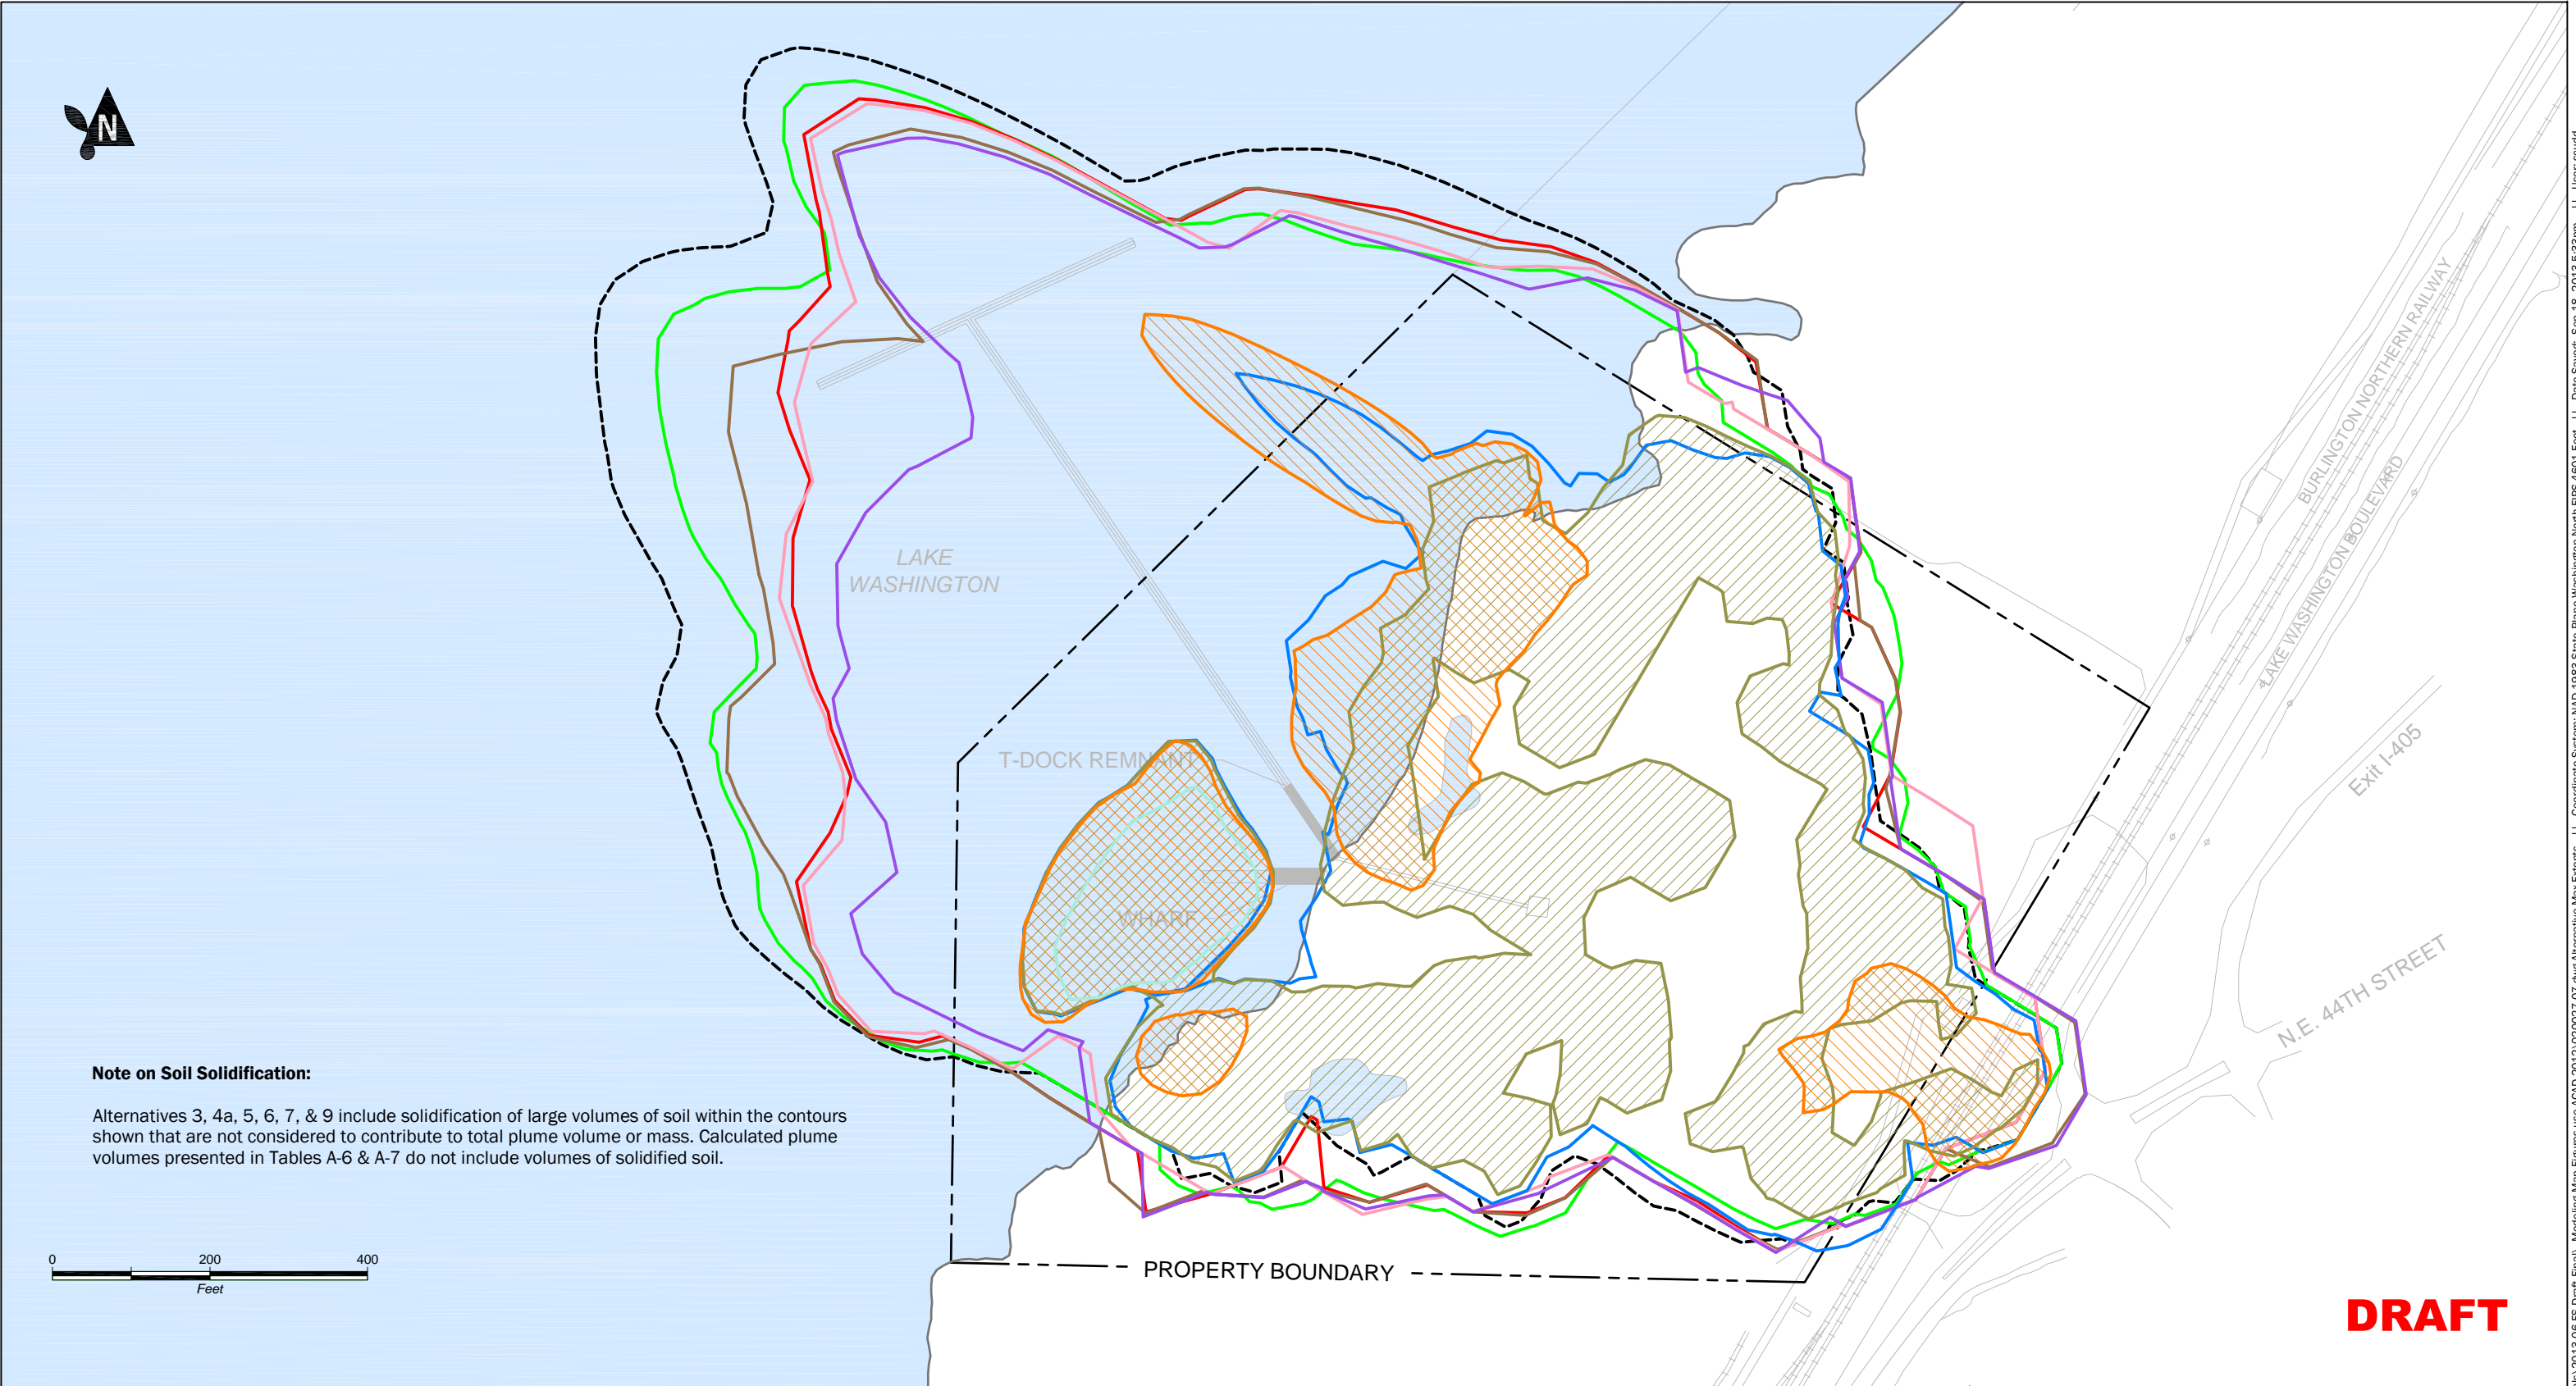 N
BURLINGTON NORTHERN RAILWAY
LAKE WASHINGTON BOULEVARD
LAKE
WASHINGTON
T-DOCK REMNANT
Exit I-405
WHARF
N.E. 44TH STREET
Note on Soil Solidification:
Alternatives 3, 4a, 5, 6, 7, & 9 include solidification of large volumes of soil within the contours
shown that are not considered to contribute to total plume volume or mass. Calculated plume
volumes presented in Tables A-6 & A-7 do not include volumes of solidified soil.
0 200 400
Feet
PROPERTY BOUNDARY
DRAFT